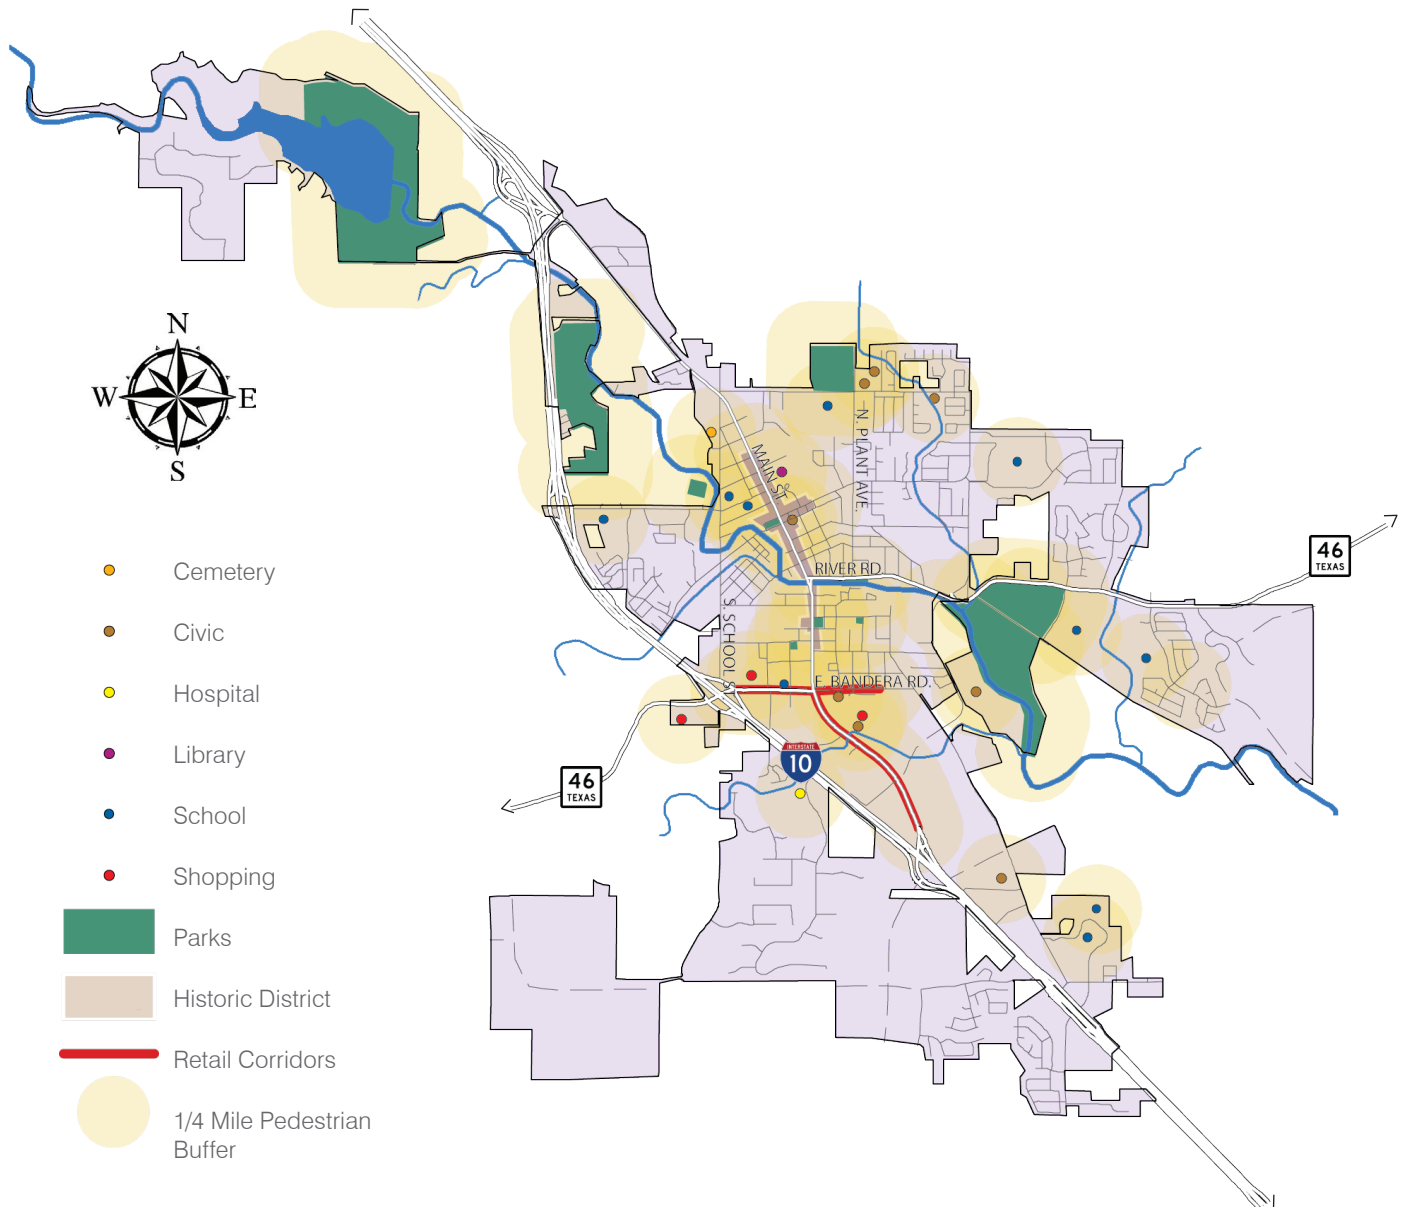 N
W
E
S
MAIN ST.
N. PLANT AVE.
RIVER RD.
46
TEXAS
S. SCHOOL S
E. BANDERA RD.
INTERSTATE
10
46
TEXAS
Cemetery
Civic
Hospital
Library
School
Shopping
Parks
Historic District
Retail Corridors
1/4 Mile Pedestrian
Buffer